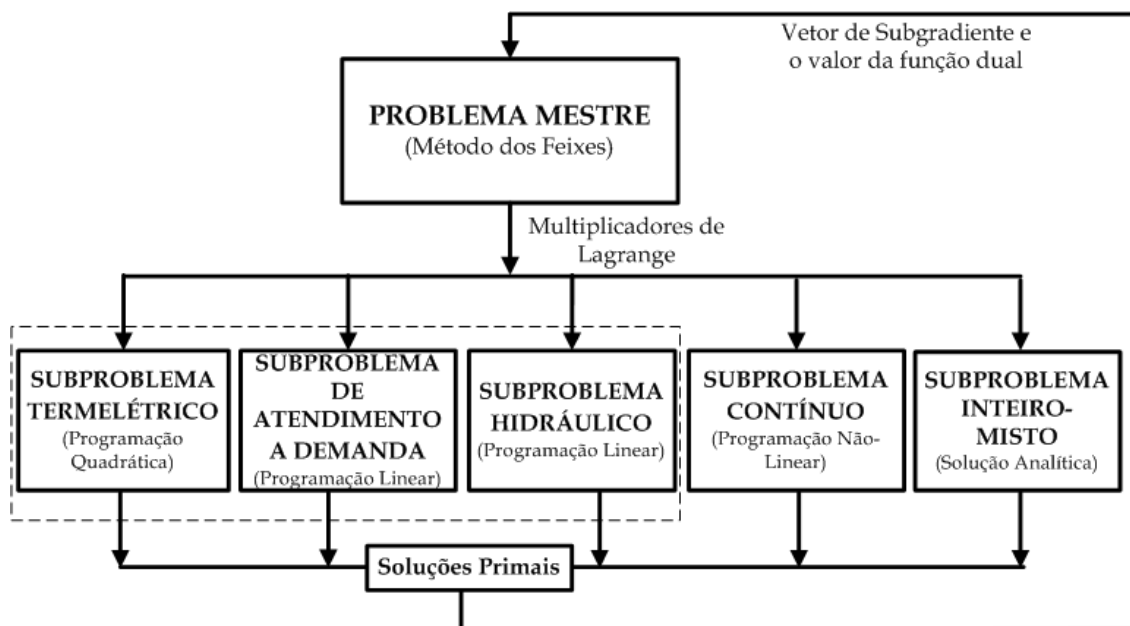 Vetor de Subgradiente e
o valor da função dual
PROBLEMA MESTRE
(Método dos Feixes)
Multiplicadores de
Lagrange
SUBPROBLEMA
TERMELÉTRICO
(Programação
Quadrática)
SUBPROBLEMA
DE
ATENDIMENTO
A DEMANDA
(Programação Linear)
SUBPROBLEMA
HIDRÁULICO
(Programação Linear)
SUBPROBLEMA
CONTÍNUO
(Programação Não-
Linear)
SUBPROBLEMA
INTEIRO-
MISTO
(Solução Analítica)
Soluções Primais